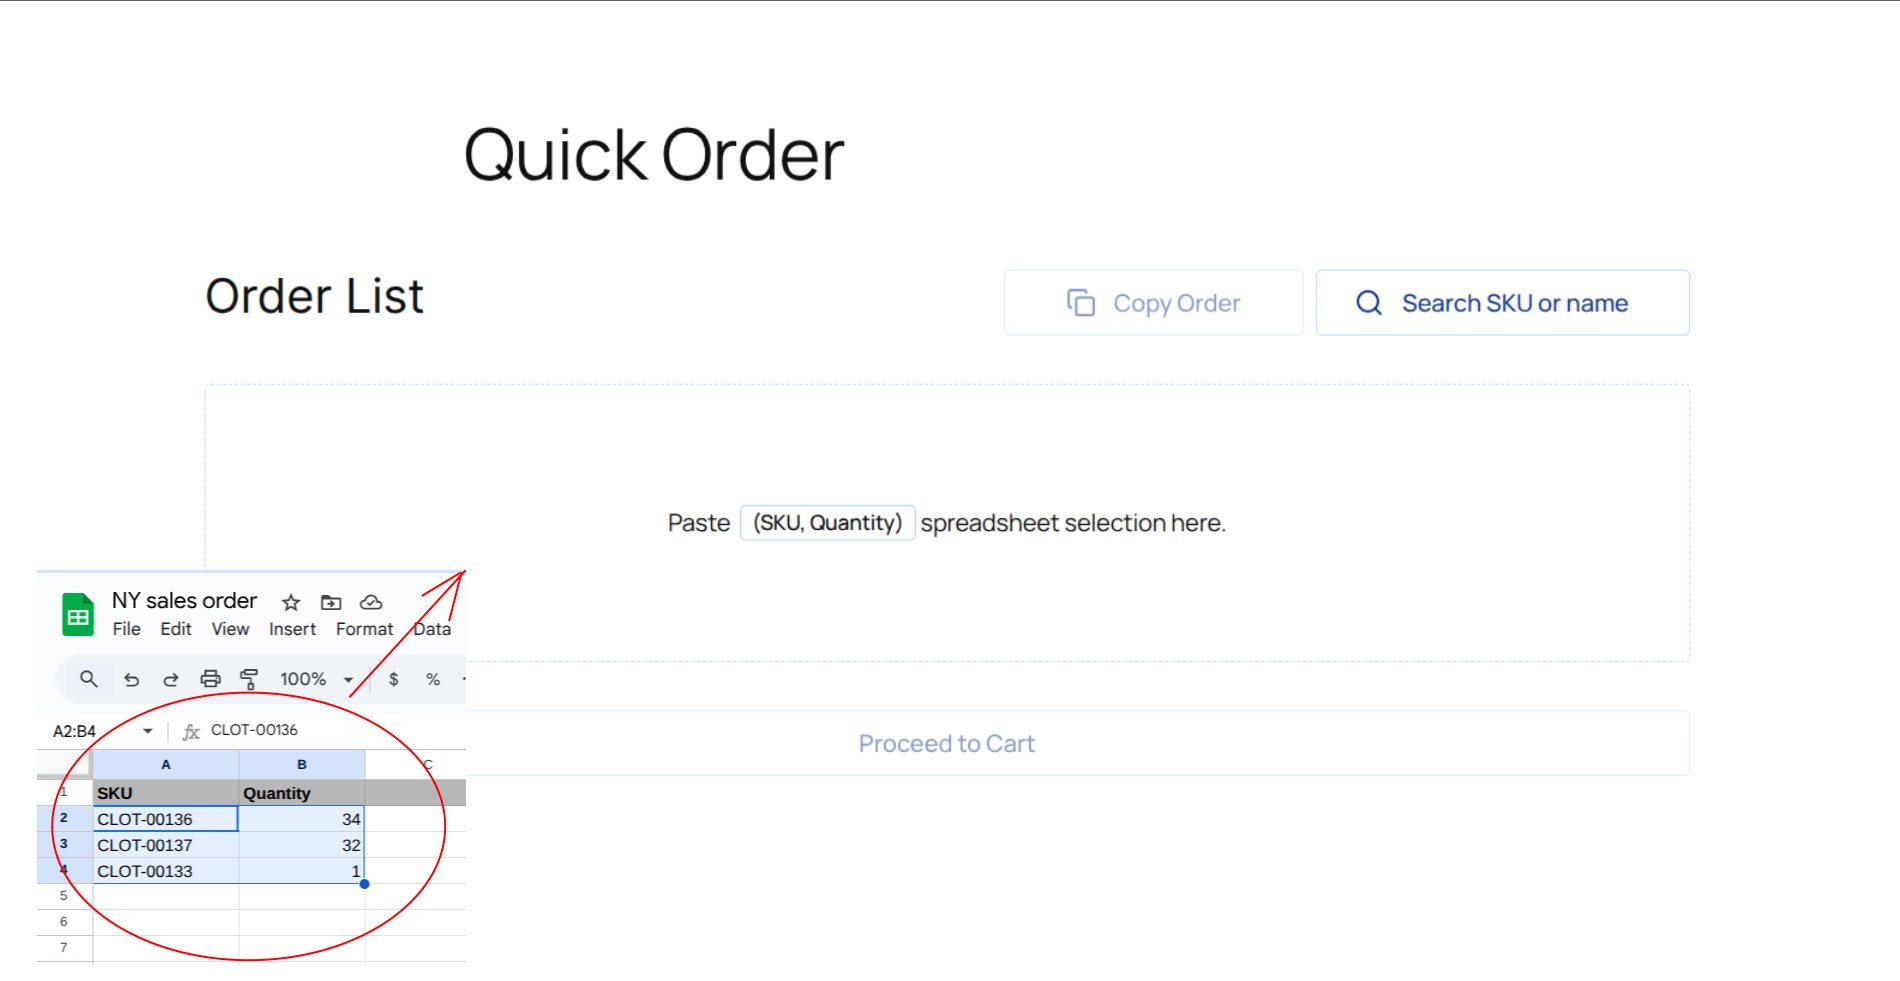 Quick Order
Order List
Copy Order
Search SKU or name
Paste (SKU, Quantity) spreadsheet selection here.
NY sales order
File Edit View Insert Format Data
100% $ %
A2:B4 fx CLOT-00136
Proceed to Cart
A B C
1 SKU Quantity
2 CLOT-00136 34
3 CLOT-00137 32
4 CLOT-00133 1
5
6
7